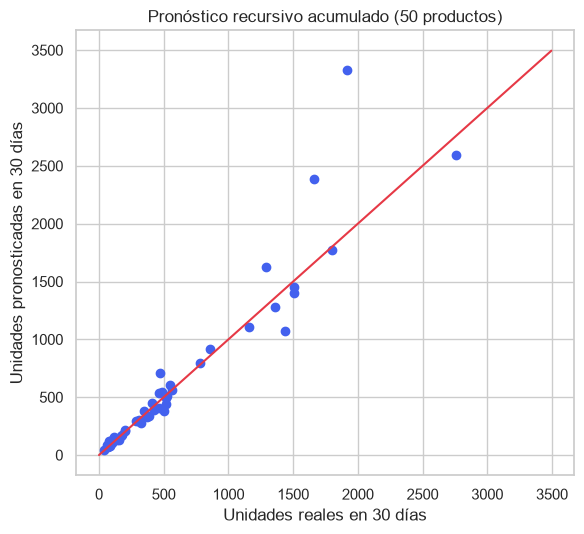 Pronóstico recursivo acumulado (50 productos)
Unidades pronosticadas en 30 días
3500
3000
2500
2000
1500
1000
500
0
0 500 1000 1500 2000 2500 3000 3500
Unidades reales en 30 días